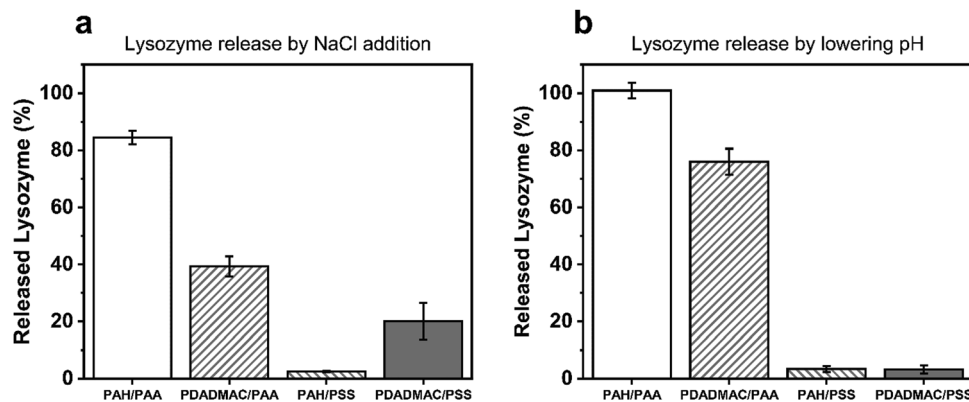 a
Lysozyme release by NaCl addition
Released Lysozyme (%)
100
80
60
40
20
0
PAH/PAA PDADMAC/PAA PAH/PSS PDADMAC/PSS
b
Lysozyme release by lowering pH
Released Lysozyme (%)
100
80
60
40
20
0
PAH/PAA PDADMAC/PAA PAH/PSS PDADMAC/PSS